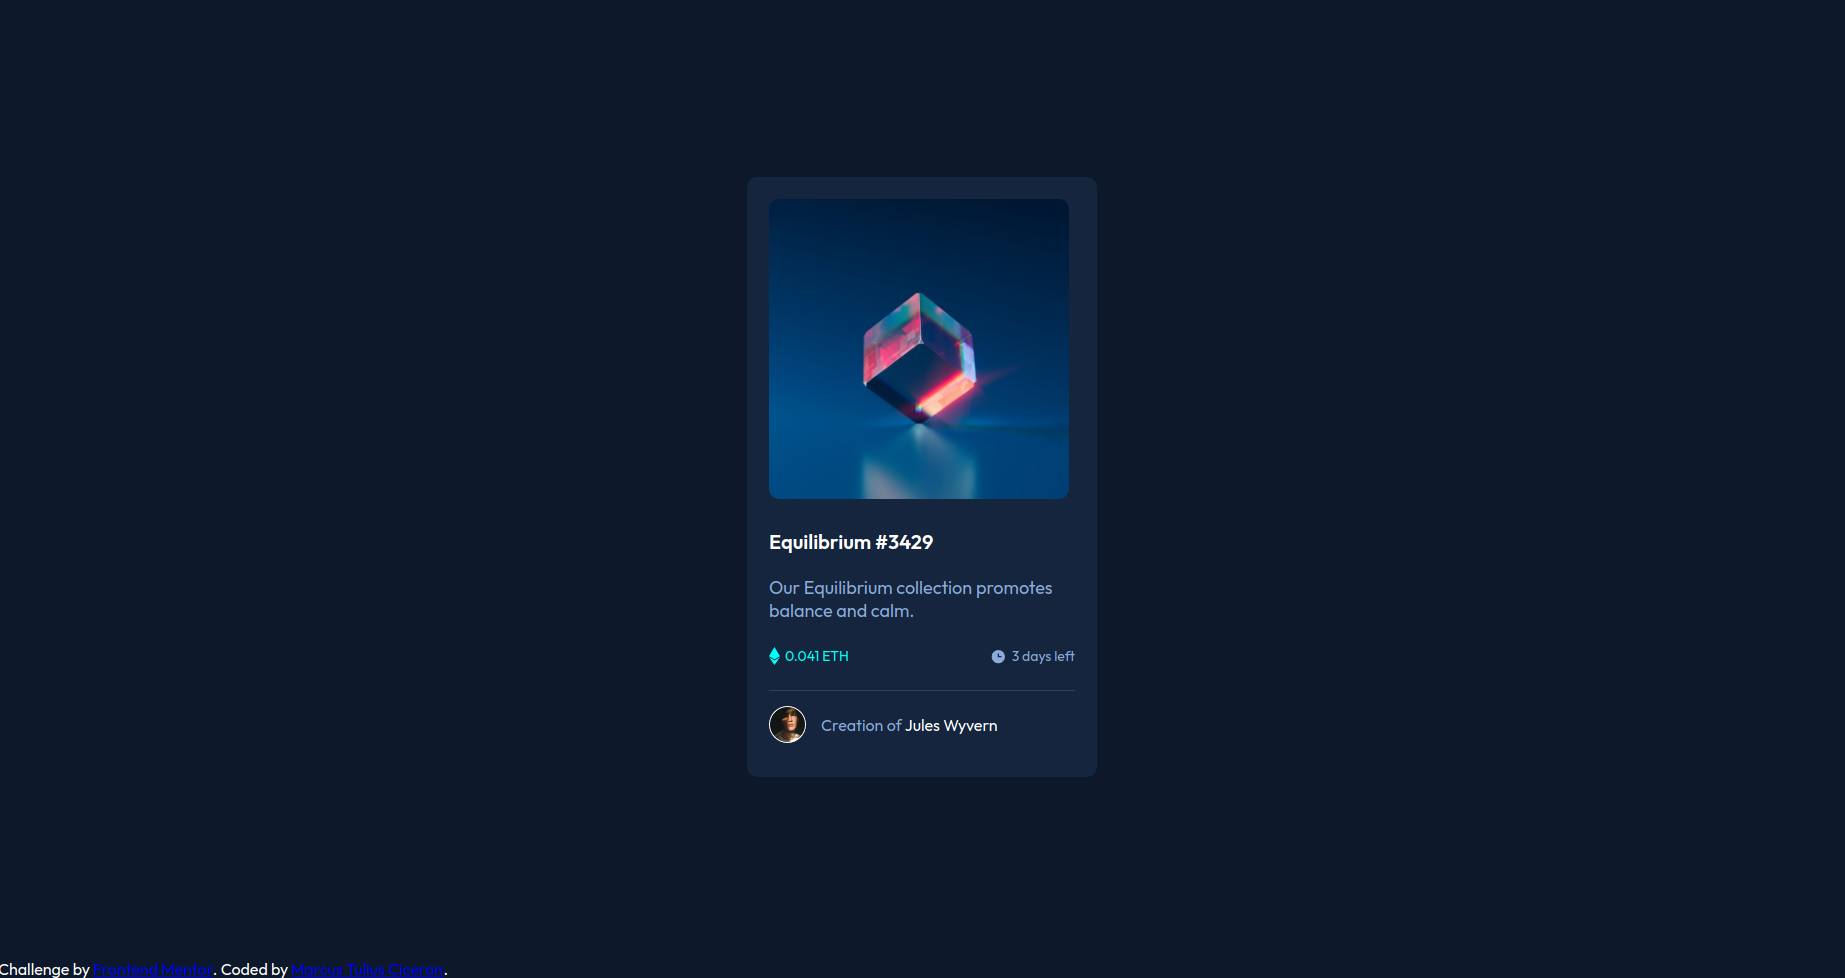 Equilibrium #3429
Our Equilibrium collection promotes
balance and calm.
0.041 ETH
3 days left
Creation of Jules Wyvern
Challenge by Frontend Mentor. Coded by Marcus Tulius Ciceron.